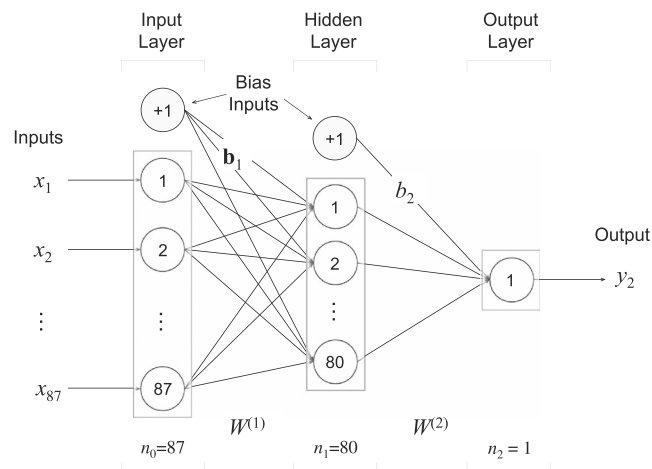 Input
Layer
Hidden
Layer
Output
Layer
Bias
Inputs
+1
+1
Inputs
b₁
x₁
1
1
b₂
x₂
2
2
Output
1
y₂
⋮
⋮
⋮
x₈₇
87
80
W⁽¹⁾
W⁽²⁾
n₀=87
n₁=80
n₂ = 1